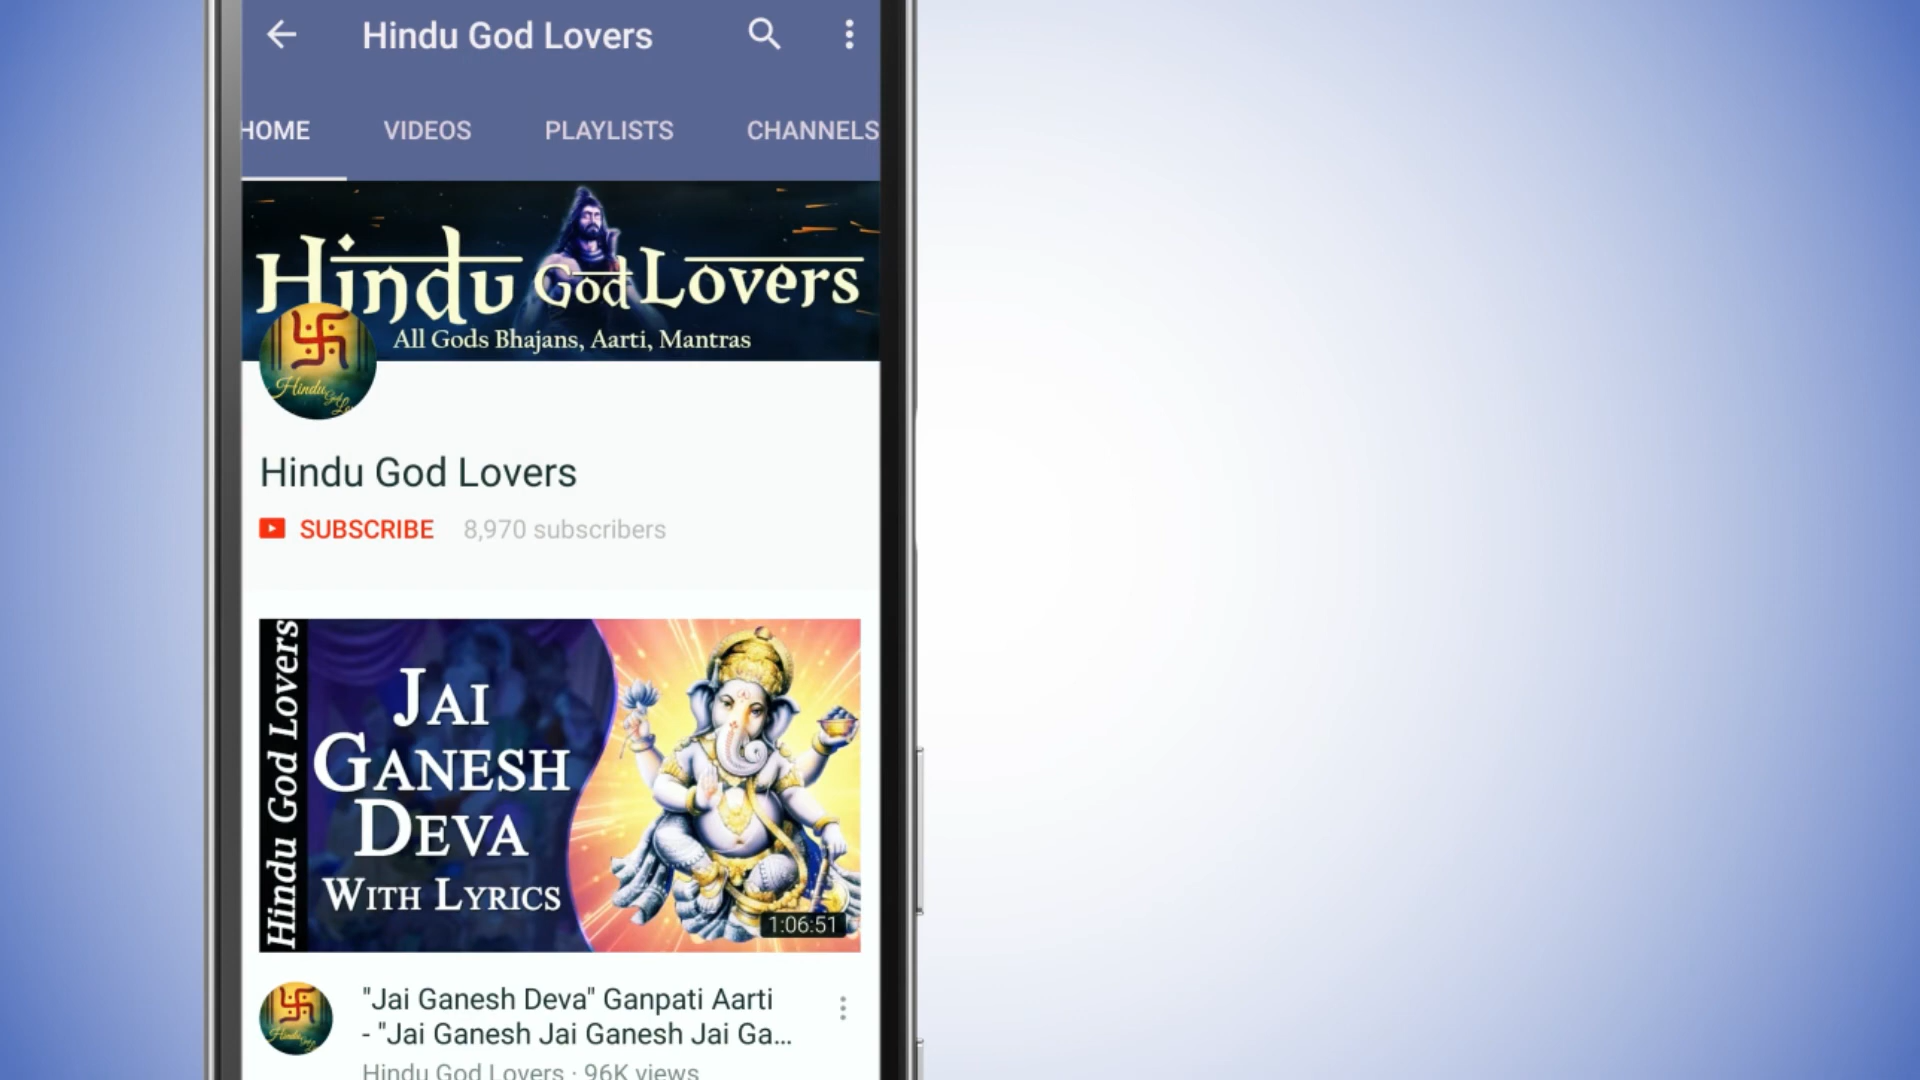 Hindu God Lovers
HOME VIDEOS PLAYLISTS CHANNELS
Hindu God Lovers
All Gods Bhajans, Aarti, Mantras
Hindu
God
Hindu God Lovers
SUBSCRIBE 8,970 subscribers
Hindu God Lovers
JAI
GANESH
DEVA
WITH LYRICS
1:06:51
"Jai Ganesh Deva" Ganpati Aarti
- "Jai Ganesh Jai Ganesh Jai Ga...
Hindu God Lovers · 96K views